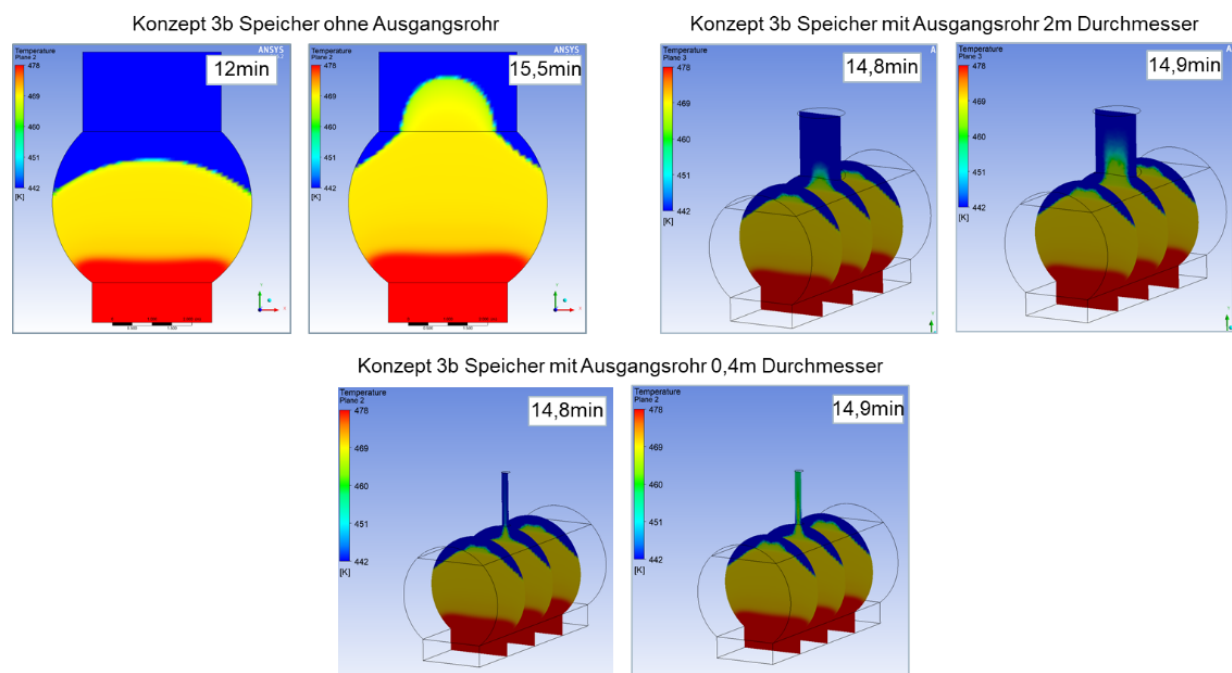 Konzept 3b Speicher ohne Ausgangsrohr
Konzept 3b Speicher mit Ausgangsrohr 2m Durchmesser
Temperature
Plane 2
478
469
460
451
442
[K]
ANSYS
12min
Temperature
Plane 2
478
469
460
451
442
[K]
ANSYS
15,5min
Temperature
Plane 3
478
469
460
451
442
[K]
A
14,8min
Temperature
Plane 3
478
469
460
451
442
[K]
A
14,9min
Konzept 3b Speicher mit Ausgangsrohr 0,4m Durchmesser
Temperature
Plane 2
478
469
460
451
442
[K]
14,8min
Temperature
Plane 2
478
469
460
451
442
[K]
14,9min